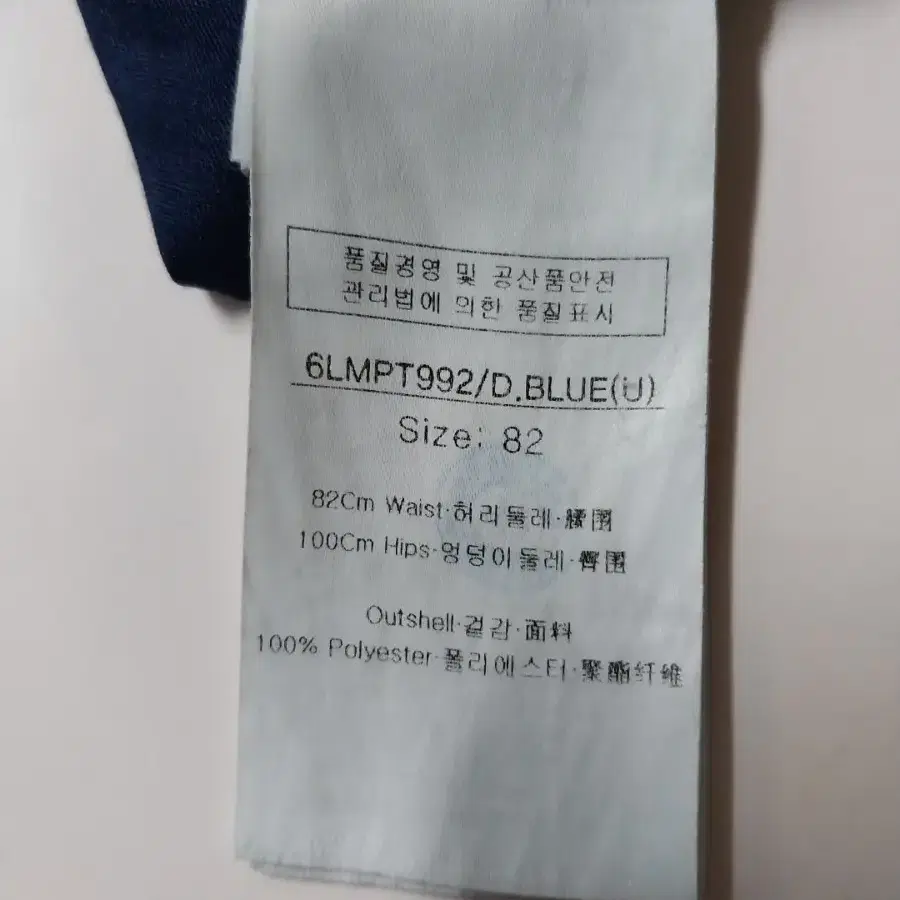 품질경영 및 공산품안전
관리법에 의한 품질표시
6LMPT992/D.BLUE(U)
Size: 82
82Cm Waist·허리둘레·腰围
100Cm Hips·엉덩이둘레·臀围
Outshell·겉감·面料
100% Polyester·폴리에스터·聚酯纤维